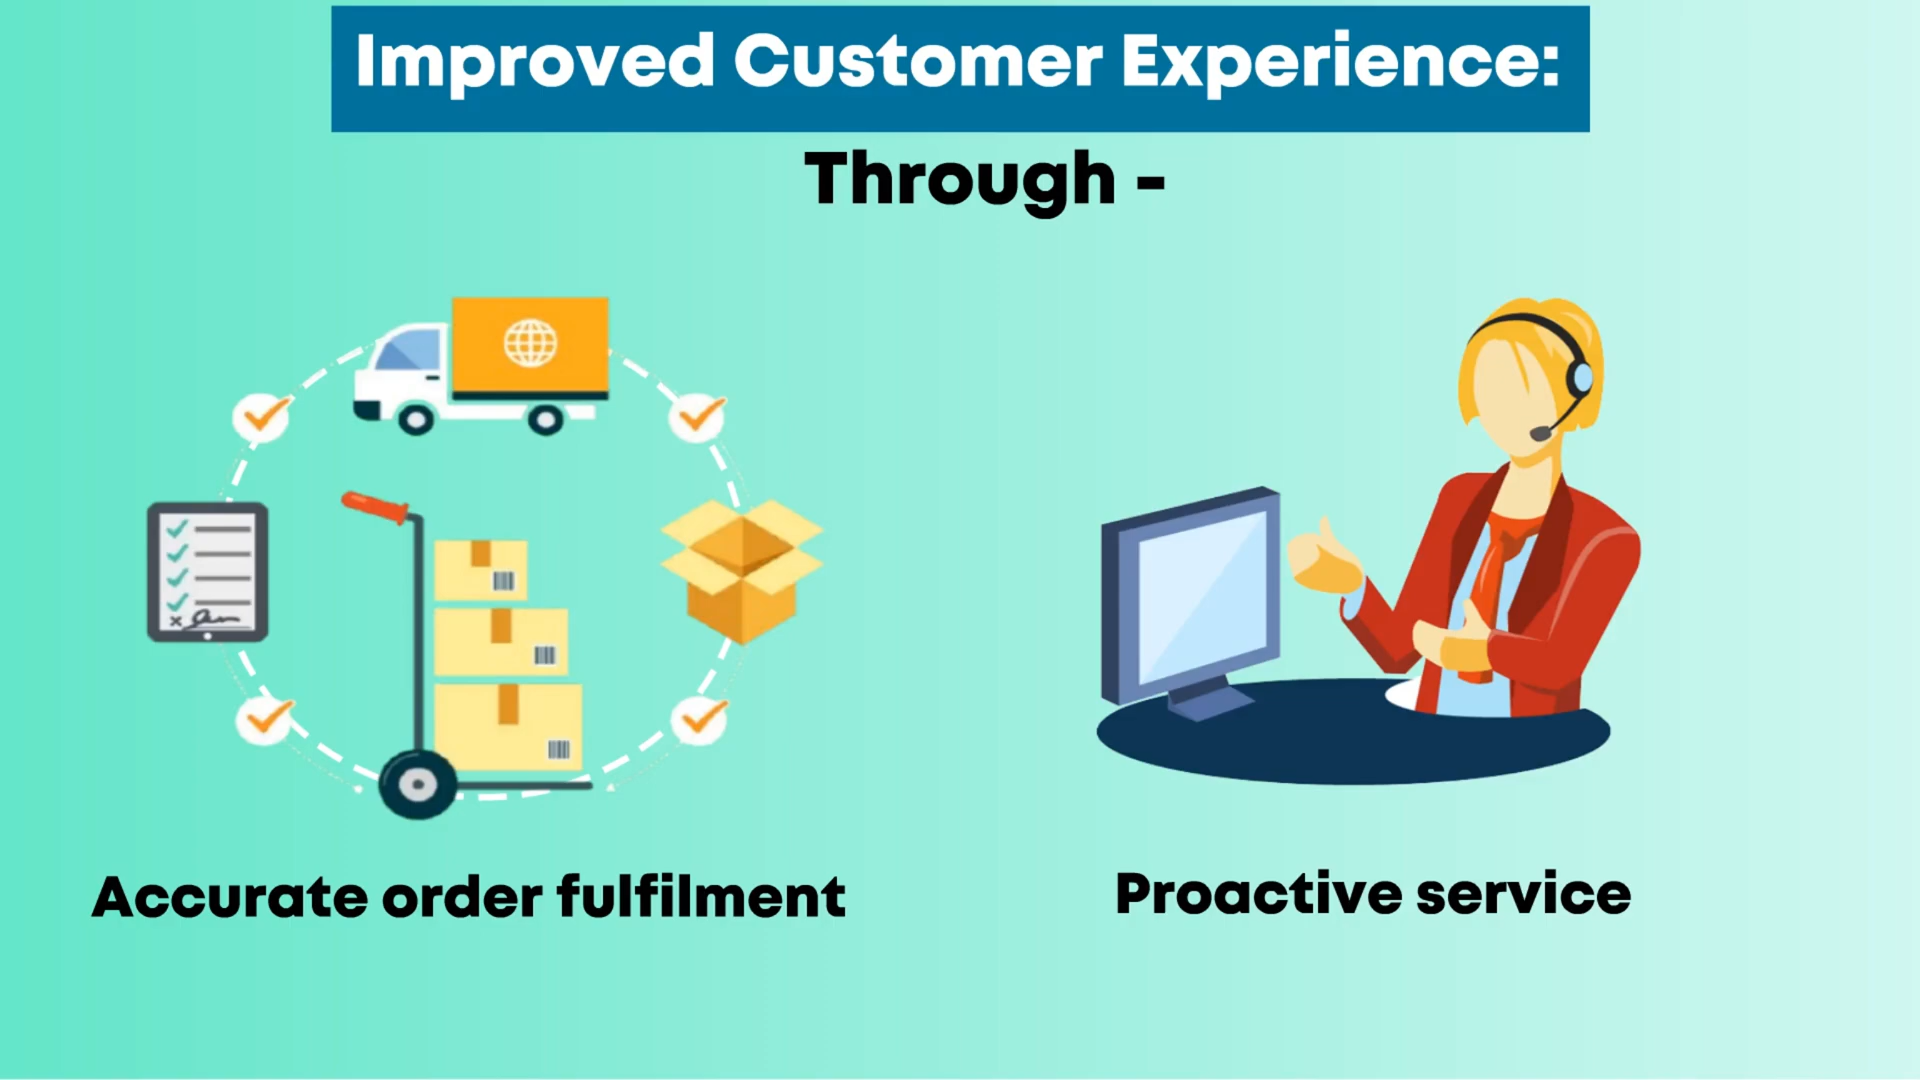 Improved Customer Experience:
Through -
Accurate order fulfilment
Proactive service